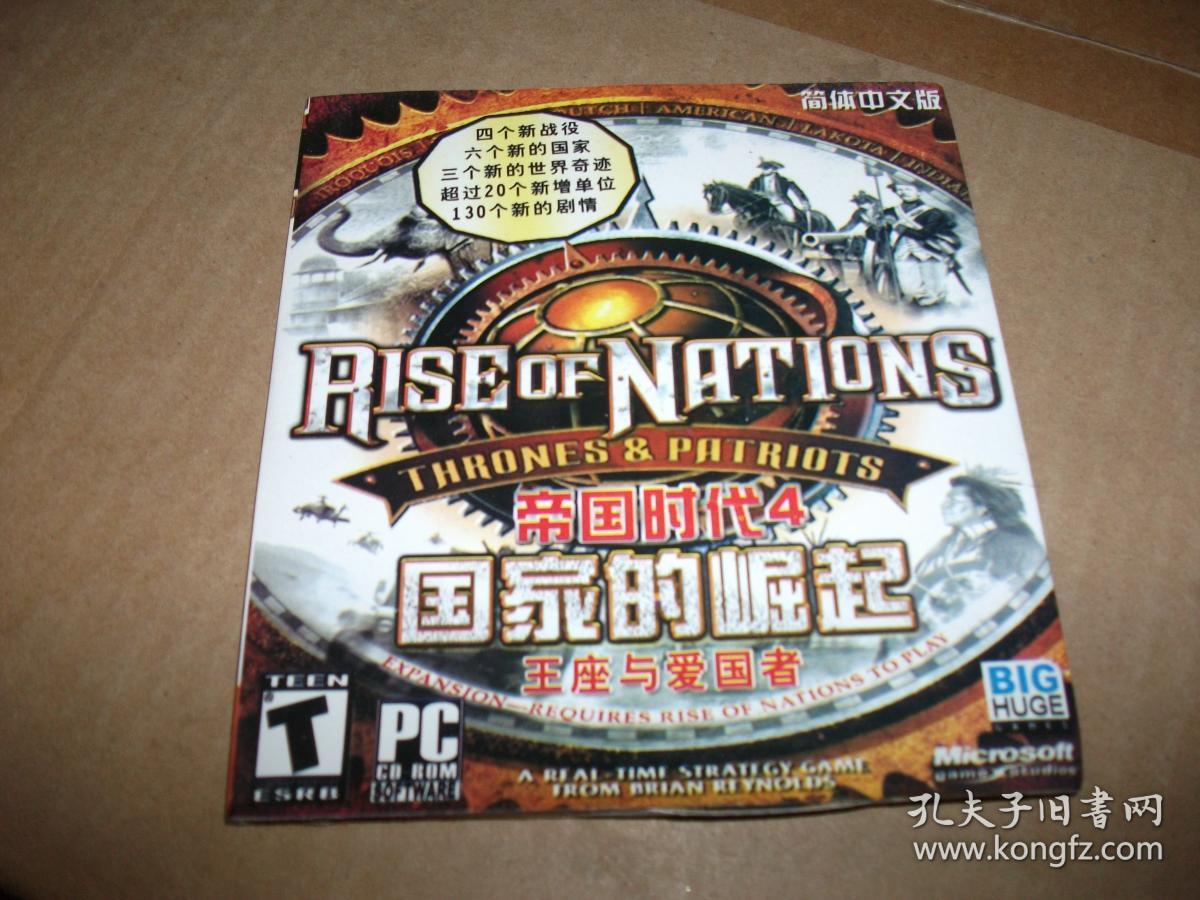 简体中文版
IROQUOIS
DUTCH | AMERICAN | LAKOTA | INDIAN
四个新战役
六个新的国家
三个新的世界奇迹
超过20个新增单位
130个新的剧情
RISE OF NATIONS
THRONES & PATRIOTS
帝国时代4
国家的崛起
王座与爱国者
EXPANSION—REQUIRES RISE OF NATIONS TO PLAY
TEEN
T
ESRB
PC
CD ROM
SOFTWARE
A REAL-TIME STRATEGY GAME
FROM BRIAN REYNOLDS
BIG
HUGE
GAMES
Microsoft
game studios
孔夫子旧书网
www.kongfz.com